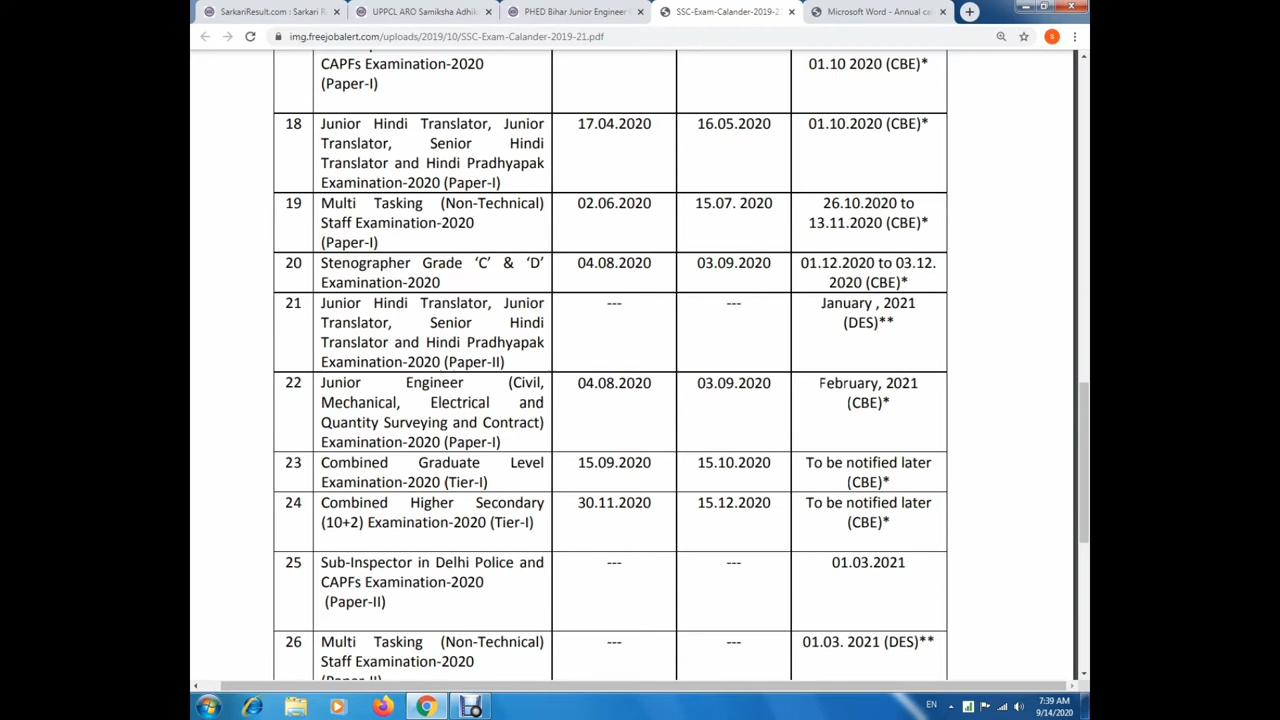 SarkariResult.com : Sarkari R
UPPCL ARO Samiksha Adhik
PHED Bihar Junior Engineer
SSC-Exam-Calander-2019-2
Microsoft Word - Annual cal
img.freejobalert.com/uploads/2019/10/SSC-Exam-Calander-2019-21.pdf
CAPFs Examination-2020
(Paper-I)
01.10 2020 (CBE)*
18
Junior Hindi Translator, Junior
Translator, Senior Hindi
Translator and Hindi Pradhyapak
Examination-2020 (Paper-I)
17.04.2020
16.05.2020
01.10.2020 (CBE)*
19
Multi Tasking (Non-Technical)
Staff Examination-2020
(Paper-I)
02.06.2020
15.07. 2020
26.10.2020 to
13.11.2020 (CBE)*
20
Stenographer Grade ‘C’ & ‘D’
Examination-2020
04.08.2020
03.09.2020
01.12.2020 to 03.12.
2020 (CBE)*
21
Junior Hindi Translator, Junior
Translator, Senior Hindi
Translator and Hindi Pradhyapak
Examination-2020 (Paper-II)
---
---
January , 2021
(DES)**
22
Junior Engineer (Civil,
Mechanical, Electrical and
Quantity Surveying and Contract)
Examination-2020 (Paper-I)
04.08.2020
03.09.2020
February, 2021
(CBE)*
23
Combined Graduate Level
Examination-2020 (Tier-I)
15.09.2020
15.10.2020
To be notified later
(CBE)*
24
Combined Higher Secondary
(10+2) Examination-2020 (Tier-I)
30.11.2020
15.12.2020
To be notified later
(CBE)*
25
Sub-Inspector in Delhi Police and
CAPFs Examination-2020
(Paper-II)
---
---
01.03.2021
26
Multi Tasking (Non-Technical)
Staff Examination-2020
---
---
01.03. 2021 (DES)**
EN
7:39 AM
9/14/2020